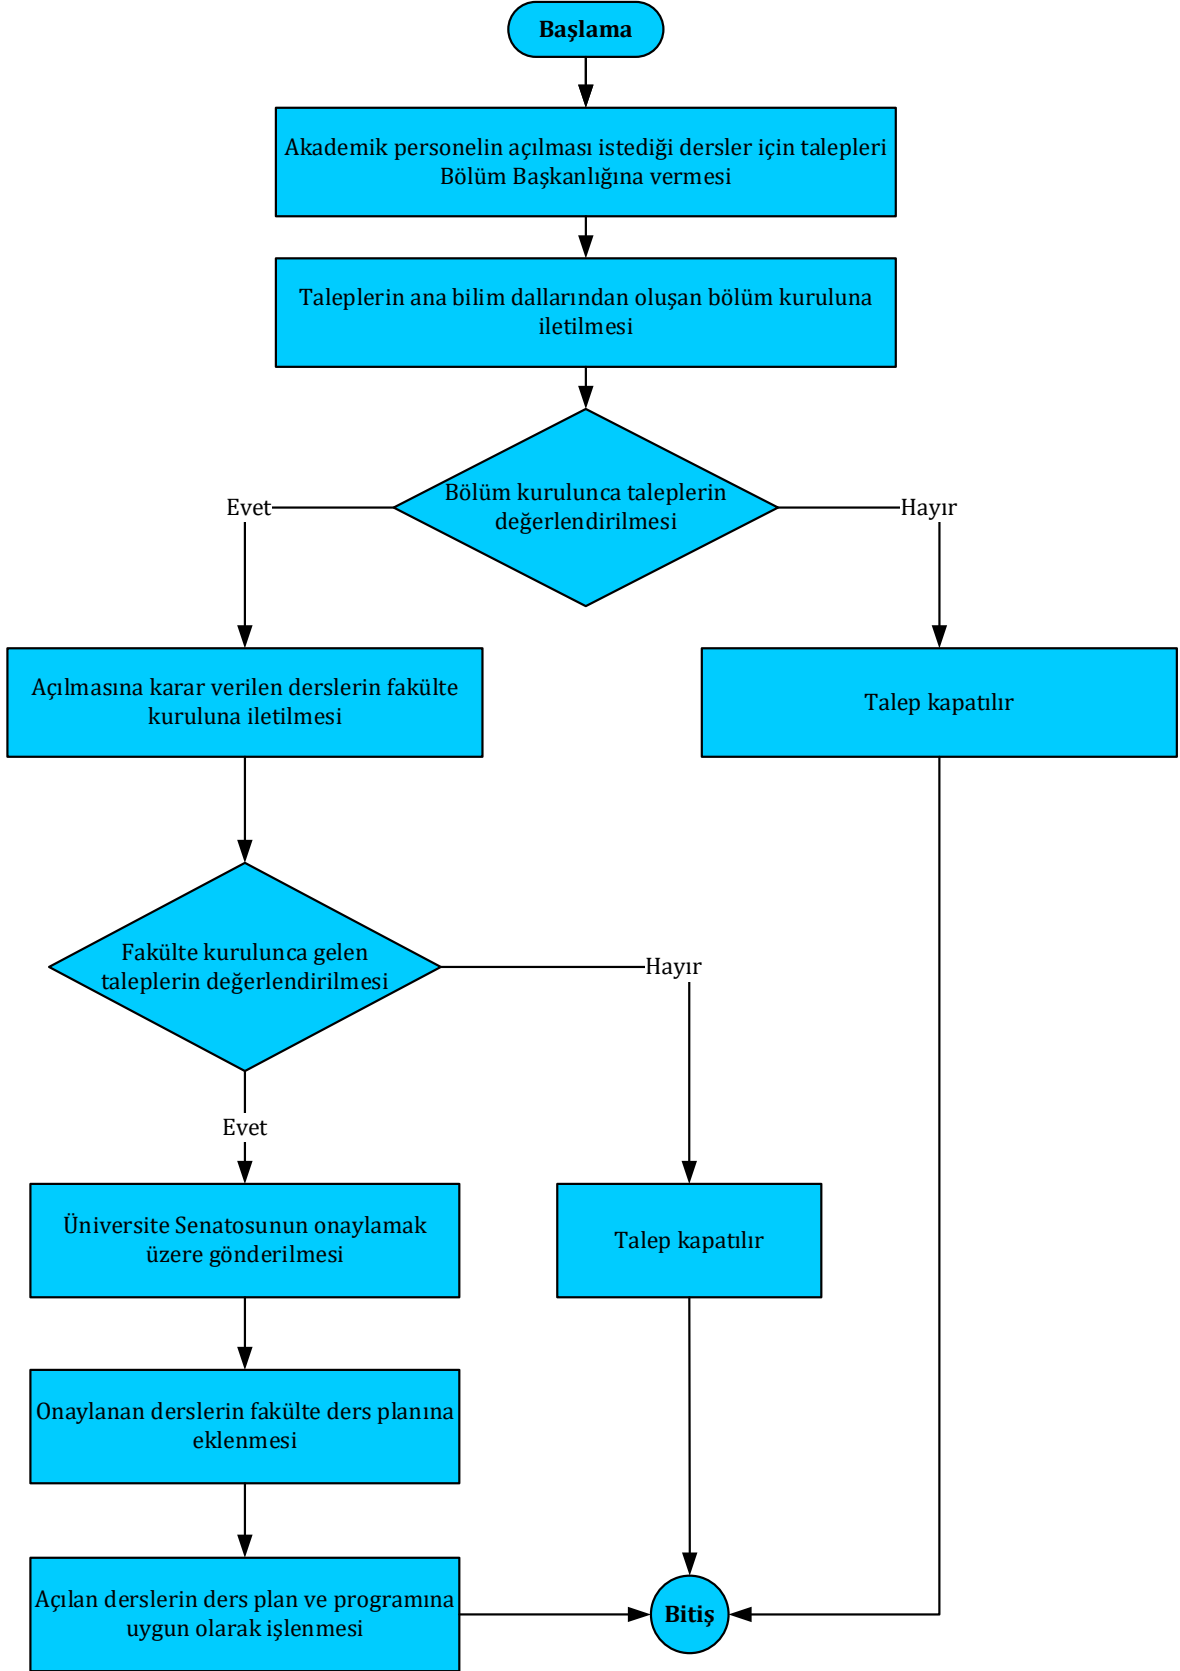 Başlama
Akademik personelin açılması istediği dersler için talepleri
Bölüm Başkanlığına vermesi
Taleplerin ana bilim dallarından oluşan bölüm kuruluna
iletilmesi
Bölüm kurulunca taleplerin
değerlendirilmesi
Evet
Hayır
Açılmasına karar verilen derslerin fakülte
kuruluna iletilmesi
Talep kapatılır
Fakülte kurulunca gelen
taleplerin değerlendirilmesi
Hayır
Evet
Üniversite Senatosunun onaylamak
üzere gönderilmesi
Talep kapatılır
Onaylanan derslerin fakülte ders planına
eklenmesi
Açılan derslerin ders plan ve programına
uygun olarak işlenmesi
Bitiş